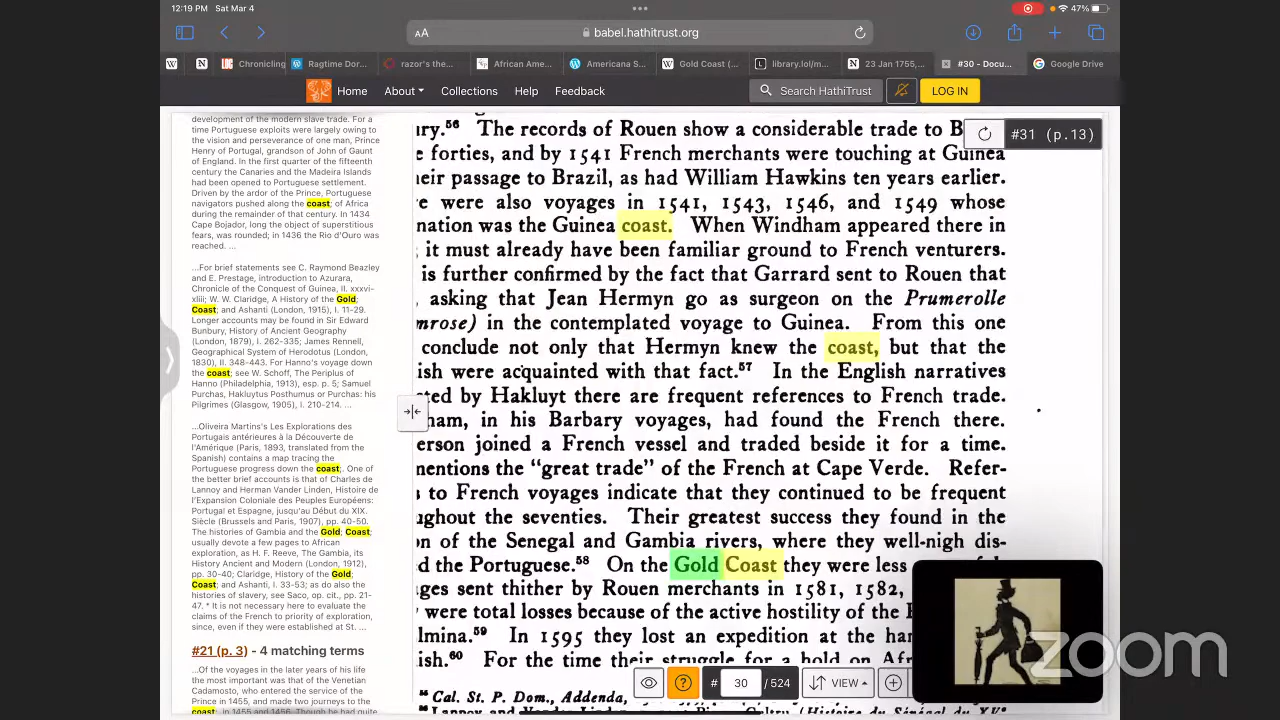 12:19 PM Sat Mar 4
47%
AA
babel.hathitrust.org
Chronicling
Ragtime Dor...
razor's the...
African Ame...
Americana S...
Gold Coast (...
library.lol/m...
23 Jan 1755,...
#30 - Docu...
Google Drive
Home About Collections Help Feedback
Search HathiTrust
LOG IN
development of the modern slave trade. For a
time Portuguese exploits were largely owing to
the vision and perseverance of one man, Prince
Henry of Portugal, grandson of John of Gaunt
of England. In the first quarter of the fifteenth
century the Canaries and the Madeira Islands
had been opened to Portuguese settlement.
Driven by the ardor of the Prince, Portuguese
navigators pushed along the coast; of Africa
during the remainder of that century. In 1434
Cape Bojador, long the object of superstitious
fears, was rounded; in 1436 the Rio d'Ouro was
reached. ...
...For brief statements see C. Raymond Beazley
and E. Prestage, introduction to Azurara,
Chronicle of the Conquest of Guinea, II. xxxvi-
xliii; W. W. Claridge, A History of the Gold;
Coast; and Ashanti (London, 1915), I. 11-29.
Longer accounts may be found in Sir Edward
Bunbury, History of Ancient Geography
(London, 1879), I. 262-335; James Rennell,
Geographical System of Herodotus (London,
1830), II. 348-443. For Hanno's voyage down
the coast; see W. Schoff, The Periplus of
Hanno (Philadelphia, 1913), esp. p. 5; Samuel
Purchas, Hakluytus Posthumus or Purchas: his
Pilgrimes (Glasgow, 1905), I. 210-214. ...
...Oliveira Martins's Les Explorations des
Portugais antérieures à la Découverte de
l'Amérique (Paris, 1893, translated from the
Spanish) contains a map tracing the
Portuguese progress down the coast;. One of
the better brief accounts is that of Charles de
Lannoy and Herman Vander Linden, Histoire de
l'Expansion Coloniale des Peuples Européens:
Portugal et Espagne, jusqu'au Début du XIX.
Siècle (Brussels and Paris, 1907), pp. 40-50.
The histories of Gambia and the Gold; Coast;
usually devote a few pages to African
exploration, as H. F. Reeve, The Gambia, its
History Ancient and Modern (London, 1912),
pp. 30-40; Claridge, History of the Gold;
Coast; and Ashanti, I. 33-53; as do also the
histories of slavery, see Saco, op. cit., pp. 21-
47. * It is not necessary here to evaluate the
claims of the French to priority of exploration,
since, even if they were established at St. ...
#21 (p. 3) - 4 matching terms
...Of the voyages in the later years of his life
the most important was that of the Venetian
Cadamosto, who entered the service of the
Prince in 1455, and made two journeys to the
coast; in 1455 and 1456. Though he had quite
#31 (p.13)
ry.56 The records of Rouen show a considerable trade to B
e forties, and by 1541 French merchants were touching at Guinea
eir passage to Brazil, as had William Hawkins ten years earlier.
e were also voyages in 1541, 1543, 1546, and 1549 whose
nation was the Guinea coast. When Windham appeared there in
it must already have been familiar ground to French venturers.
is further confirmed by the fact that Garrard sent to Rouen that
, asking that Jean Hermyn go as surgeon on the Prumerolle
mrose) in the contemplated voyage to Guinea. From this one
conclude not only that Hermyn knew the coast, but that the
ish were acquainted with that fact.57 In the English narratives
ted by Hakluyt there are frequent references to French trade.
ham, in his Barbary voyages, had found the French there.
erson joined a French vessel and traded beside it for a time.
mentions the "great trade" of the French at Cape Verde. Refer-
s to French voyages indicate that they continued to be frequent
ughout the seventies. Their greatest success they found in the
on of the Senegal and Gambia rivers, where they well-nigh dis-
d the Portuguese.58 On the Gold Coast they were less
ges sent thither by Rouen merchants in 1581, 1582,
were total losses because of the active hostility of the
lmina.59 In 1595 they lost an expedition at the
ish.60 For the time their struggle for a hold on
Cal. St. P. Dom., Addenda,
# 30 / 524
VIEW
zoom